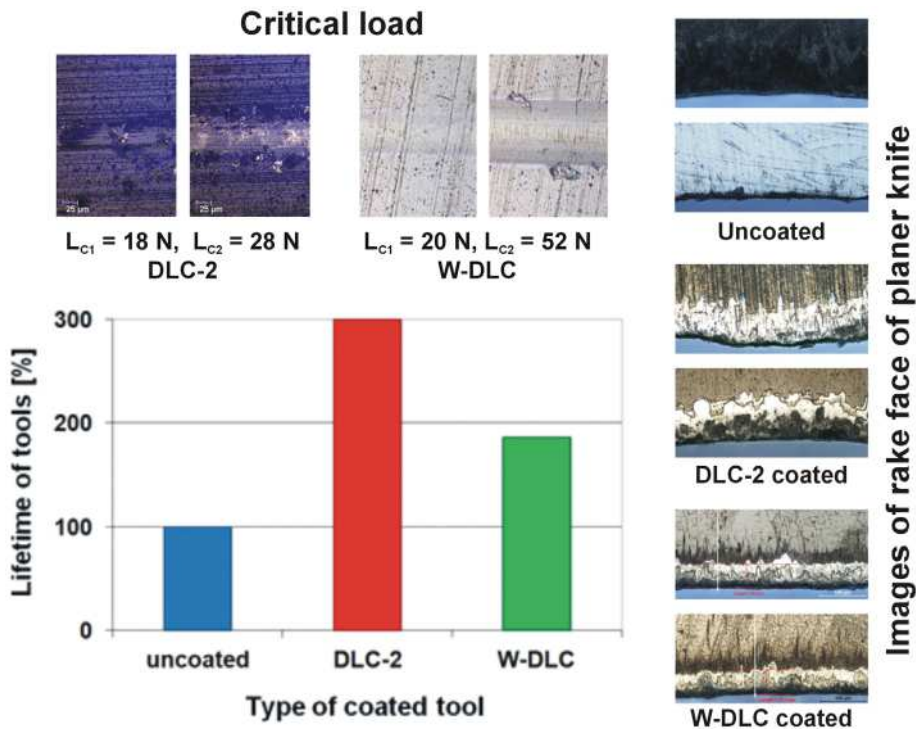 Critical load
25 µm
25 µm
L_C1 = 18 N, L_C2 = 28 N
DLC-2
L_C1 = 20 N, L_C2 = 52 N
W-DLC
Lifetime of tools [%]
300
200
100
0
uncoated
DLC-2
W-DLC
Type of coated tool
Uncoated
DLC-2 coated
W-DLC coated
Images of rake face of planer knife